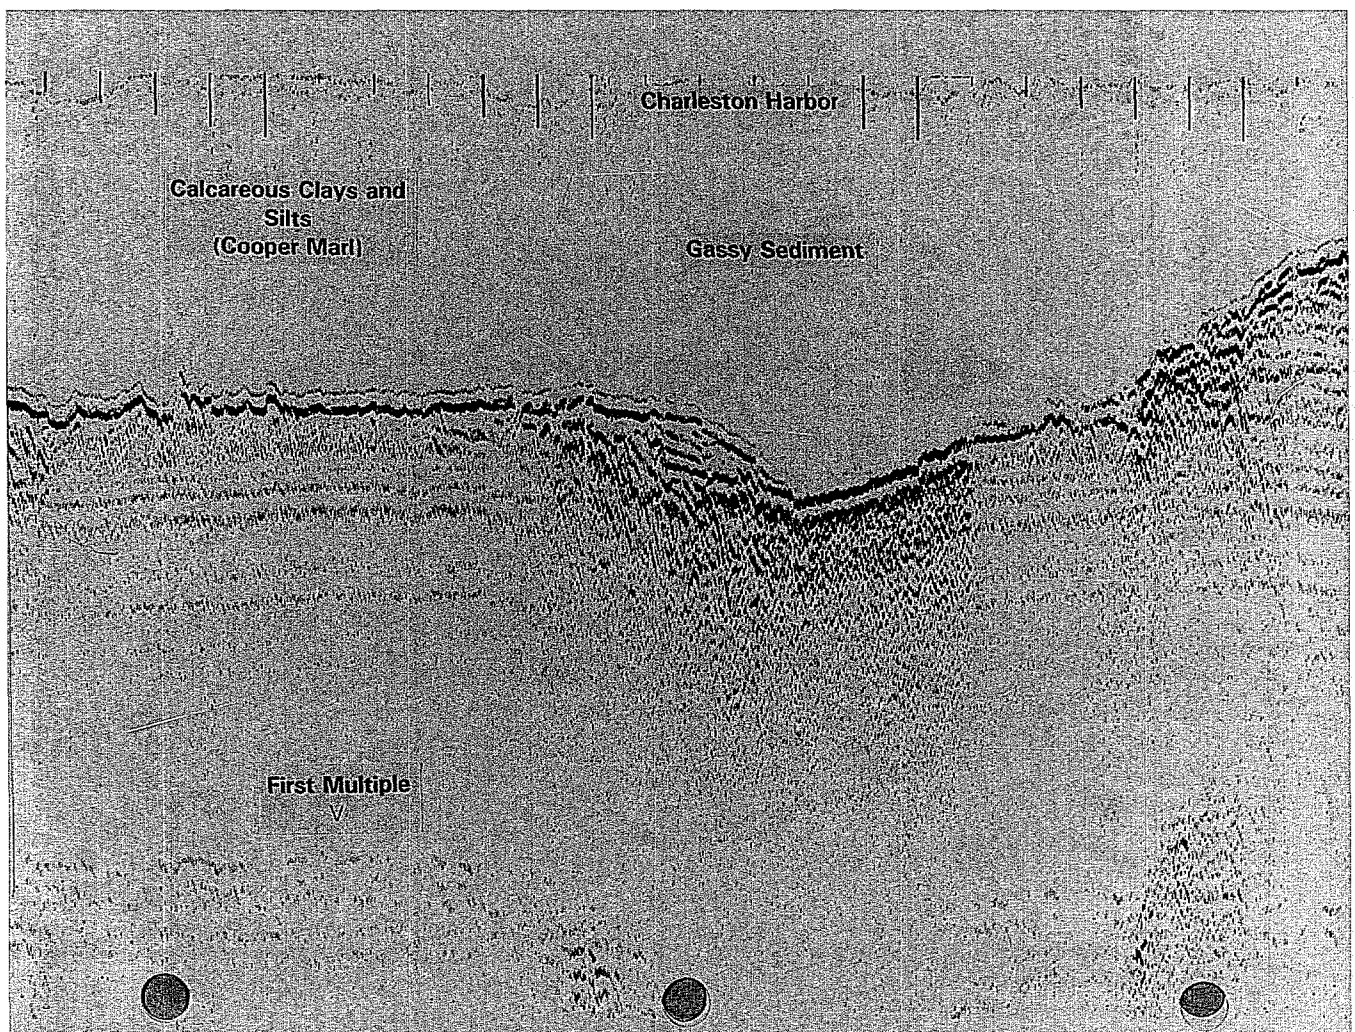 Charleston Harbor
Calcareous Clays and
Silts
(Cooper Marl)
Gassy Sediment
First Multiple
V